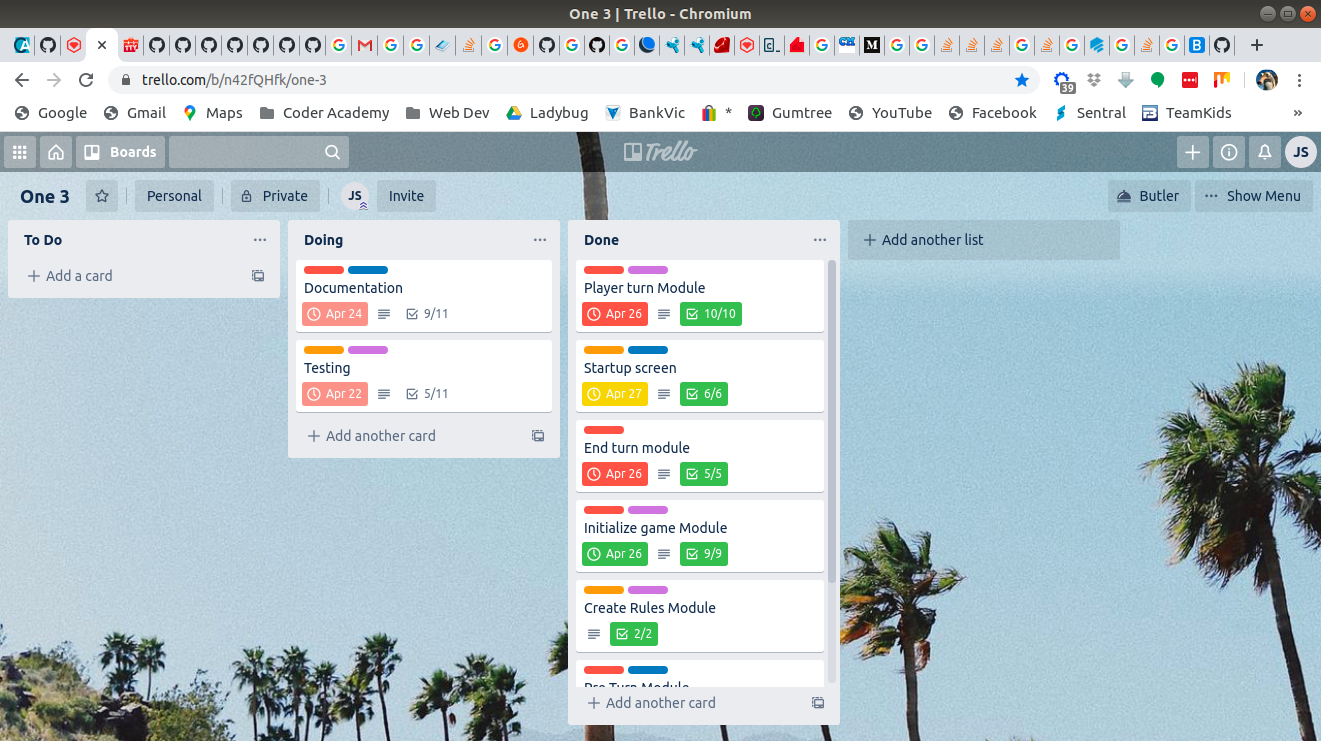 One 3 | Trello - Chromium
trello.com/b/n42fQHfk/one-3
39
Google Gmail Maps Coder Academy Web Dev Ladybug BankVic * Gumtree YouTube Facebook Sentral TeamKids »
Boards
Trello
JS
One 3 Personal Private JS Invite Butler ... Show Menu
To Do ...
+ Add a card
Doing ...
Documentation
Apr 24 9/11
Testing
Apr 22 5/11
+ Add another card
Done ...
Player turn Module
Apr 26 10/10
Startup screen
Apr 27 6/6
End turn module
Apr 26 5/5
Initialize game Module
Apr 26 9/9
Create Rules Module
2/2
Pre Turn Module
+ Add another card
+ Add another list